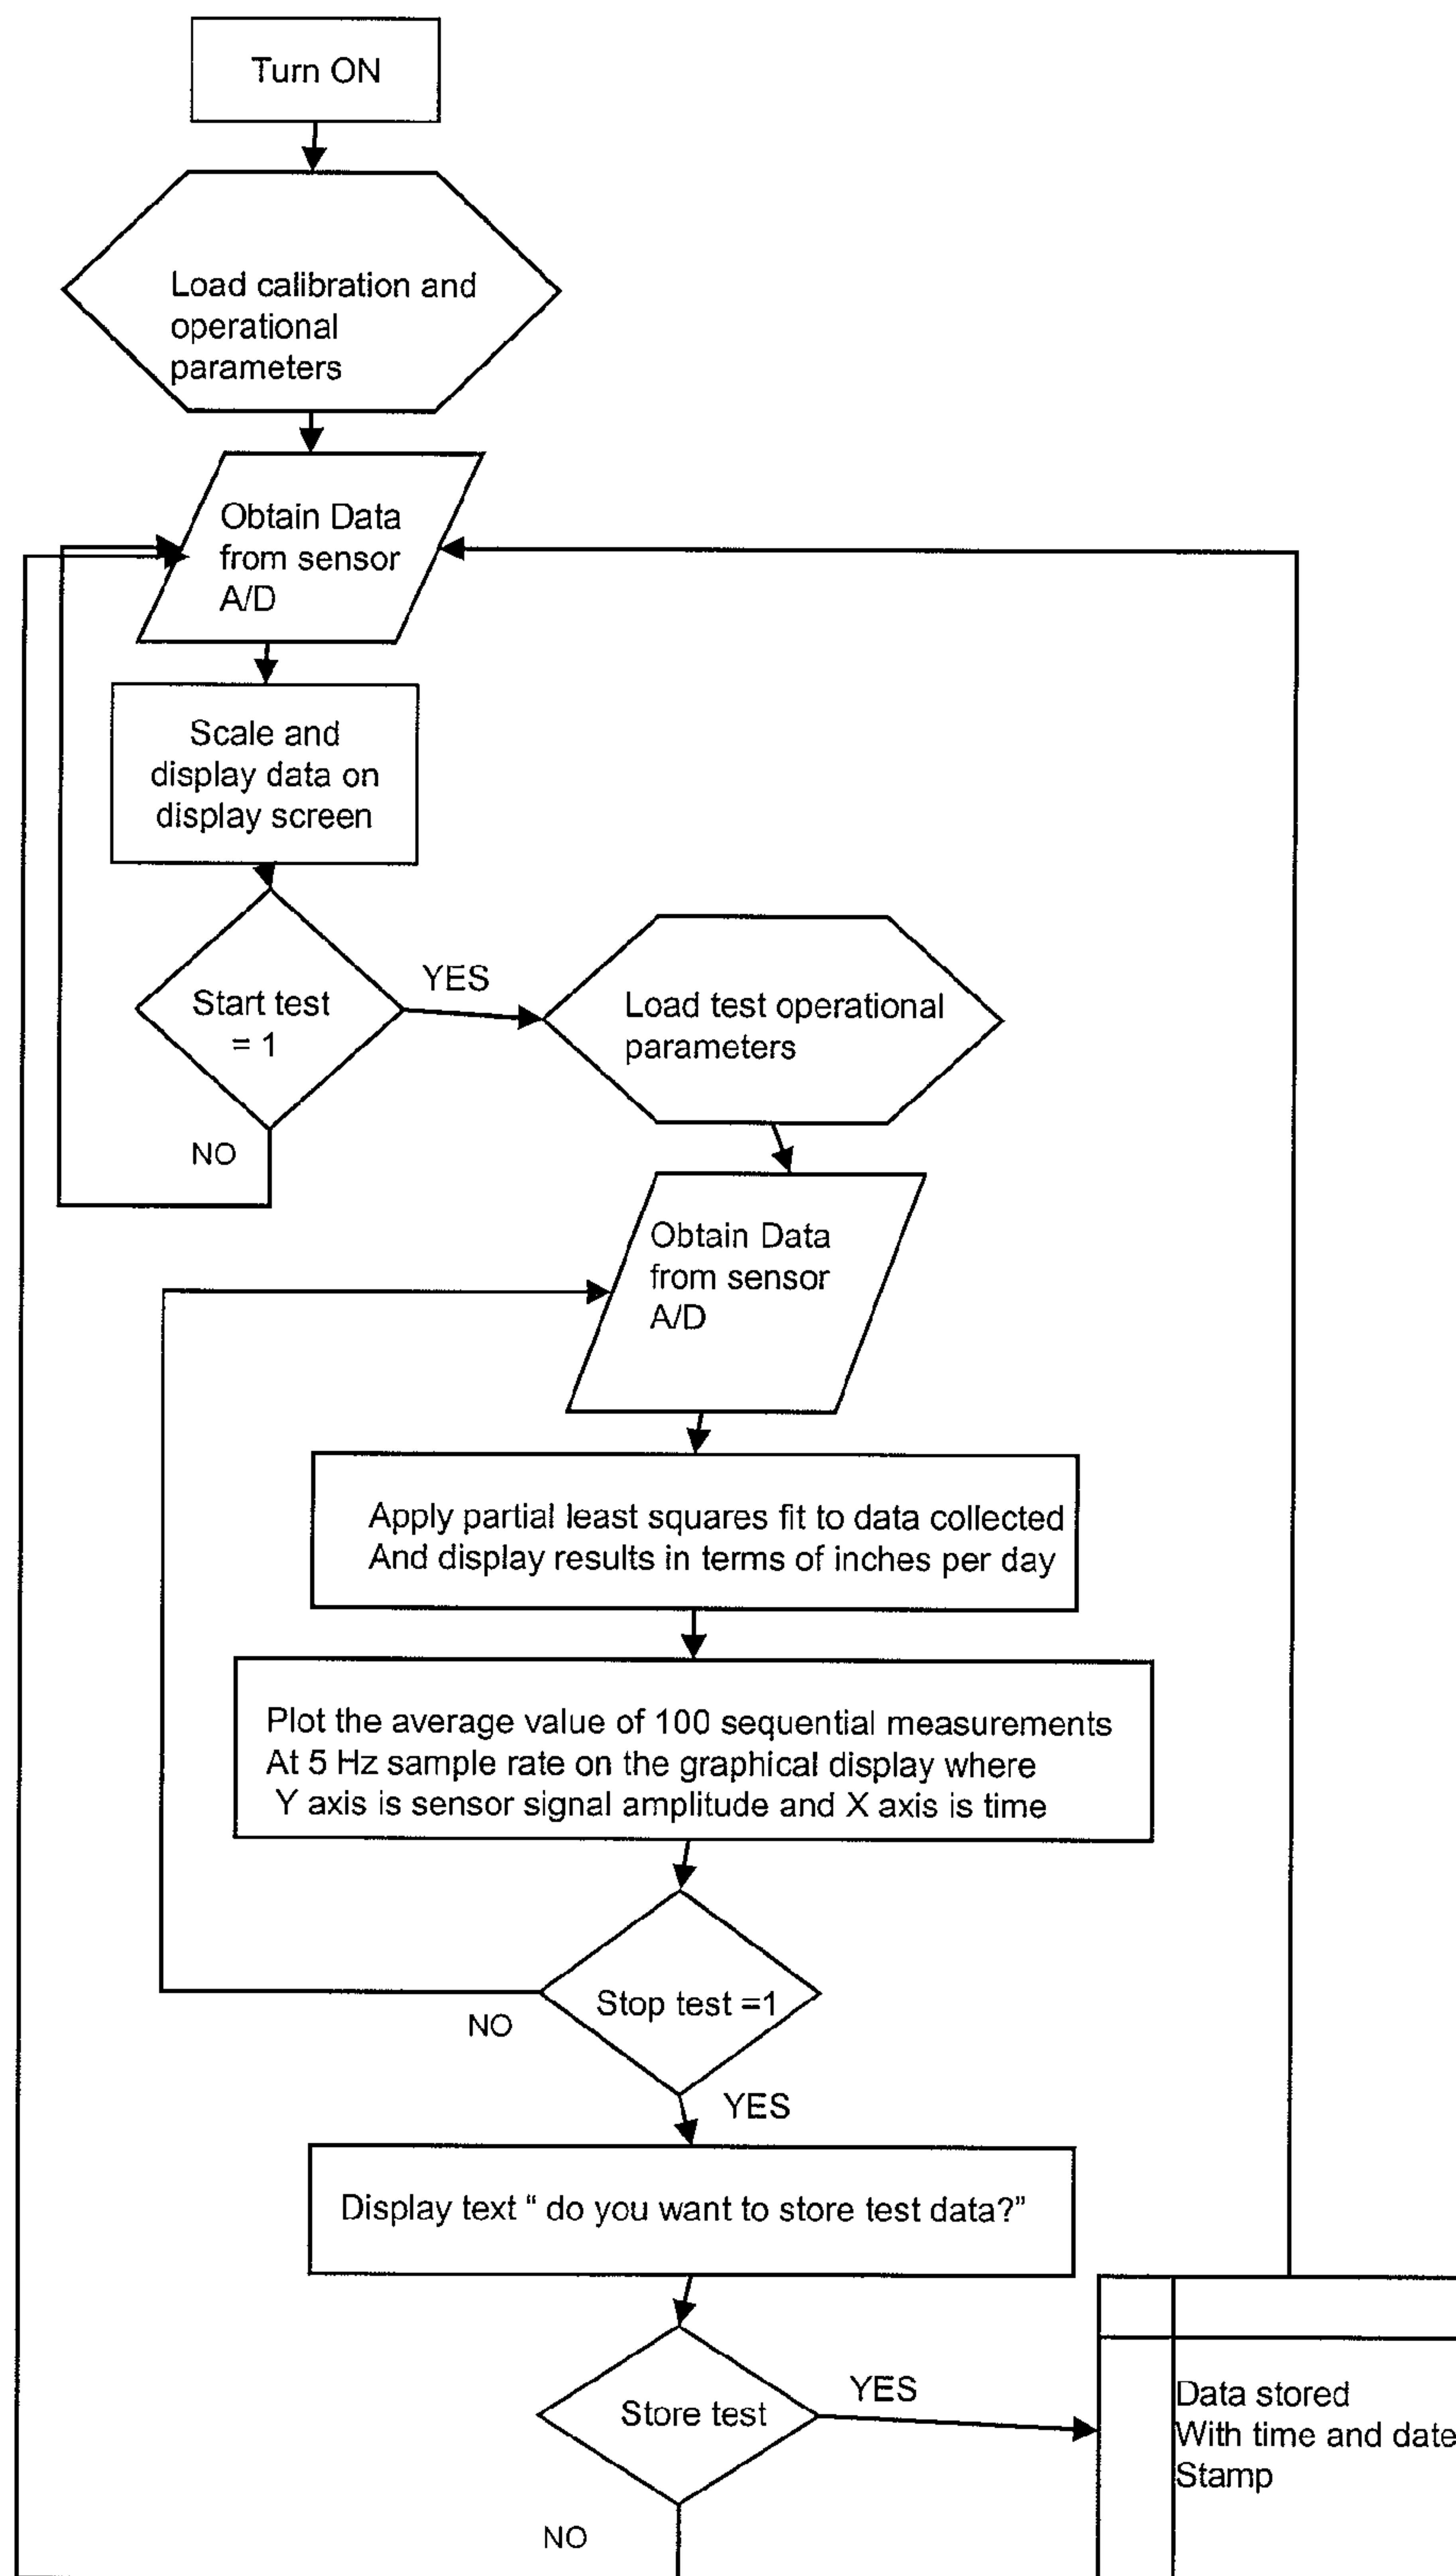 Turn ON
Load calibration and
operational
parameters
Obtain Data
from sensor
A/D
Scale and
display data on
display screen
Start test
= 1
YES
NO
Load test operational
parameters
Obtain Data
from sensor
A/D
Apply partial least squares fit to data collected
And display results in terms of inches per day
Plot the average value of 100 sequential measurements
At 5 Hz sample rate on the graphical display where
Y axis is sensor signal amplitude and X axis is time
Stop test =1
NO
YES
Display text “ do you want to store test data?”
Store test
YES
NO
Data stored
With time and date
Stamp